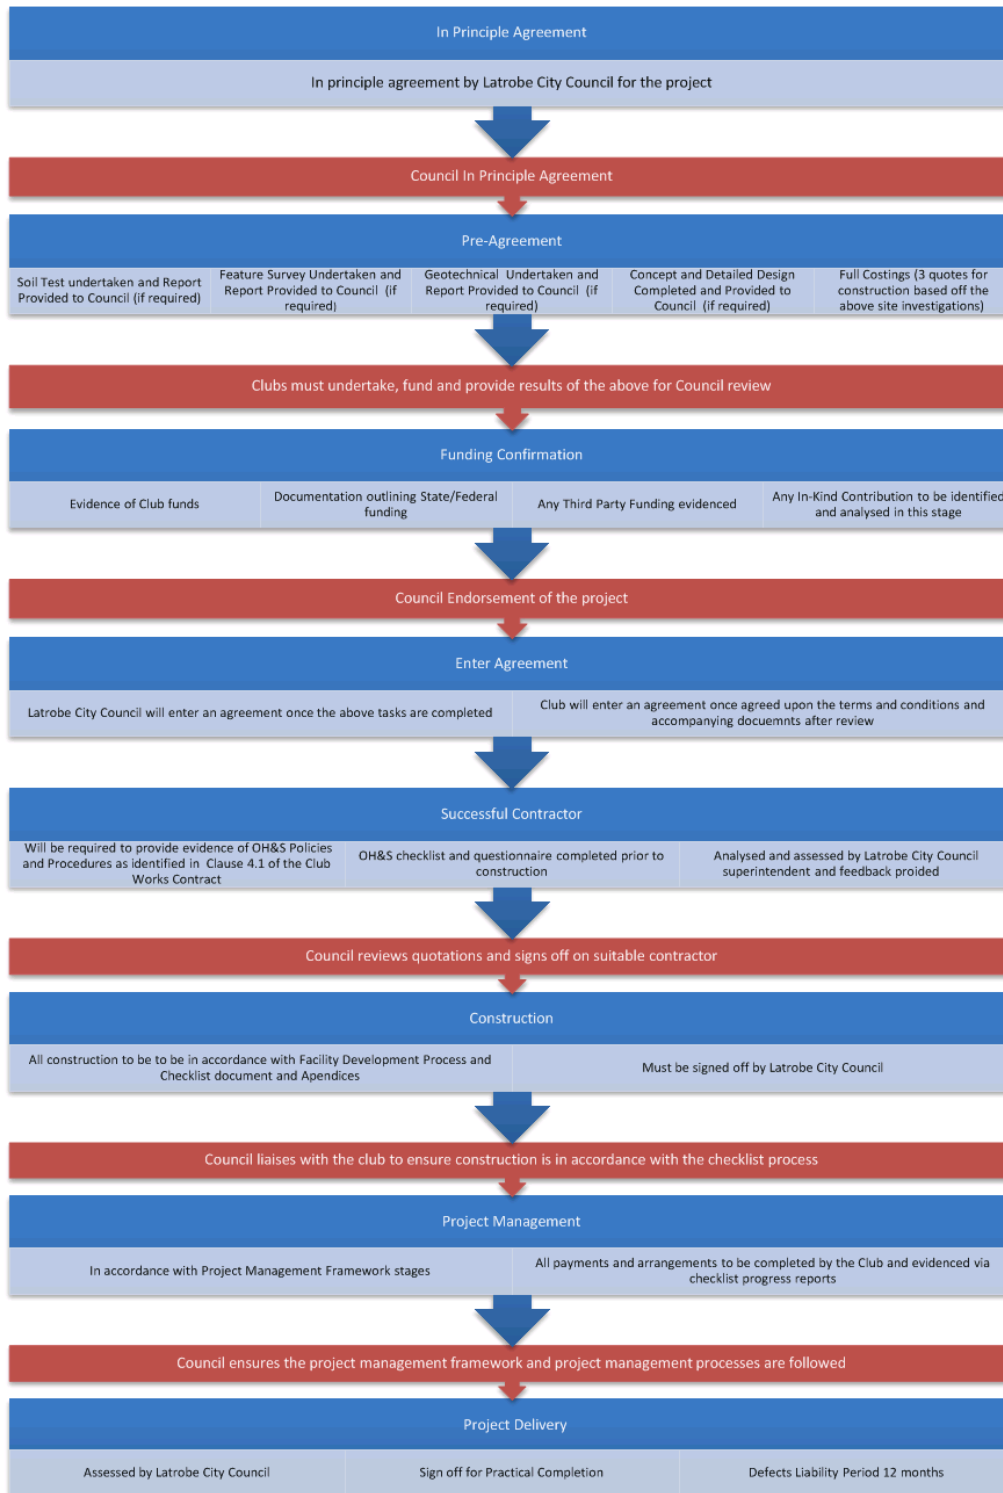 In Principle Agreement
In principle agreement by Latrobe City Council for the project
Council In Principle Agreement
Pre-Agreement
Soil Test undertaken and Report
Provided to Council (if required)
Feature Survey Undertaken and
Report Provided to Council (if
required)
Geotechnical Undertaken and
Report Provided to Council (if
required)
Concept and Detailed Design
Completed and Provided to
Council (if required)
Full Costings (3 quotes for
construction based off the
above site investigations)
Clubs must undertake, fund and provide results of the above for Council review
Funding Confirmation
Evidence of Club funds
Documentation outlining State/Federal
funding
Any Third Party Funding evidenced
Any In-Kind Contribution to be identified
and analysed in this stage
Council Endorsement of the project
Enter Agreement
Latrobe City Council will enter an agreement once the above tasks are completed
Club will enter an agreement once agreed upon the terms and conditions and
accompanying docuemnts after review
Successful Contractor
Will be required to provide evidence of OH&S Policies
and Procedures as identified in Clause 4.1 of the Club
Works Contract
OH&S checklist and questionnaire completed prior to
construction
Analysed and assessed by Latrobe City Council
superintendent and feedback proided
Council reviews quotations and signs off on suitable contractor
Construction
All construction to be to be in accordance with Facility Development Process and
Checklist document and Apendices
Must be signed off by Latrobe City Council
Council liaises with the club to ensure construction is in accordance with the checklist process
Project Management
In accordance with Project Management Framework stages
All payments and arrangements to be completed by the Club and evidenced via
checklist progress reports
Council ensures the project management framework and project management processes are followed
Project Delivery
Assessed by Latrobe City Council
Sign off for Practical Completion
Defects Liability Period 12 months